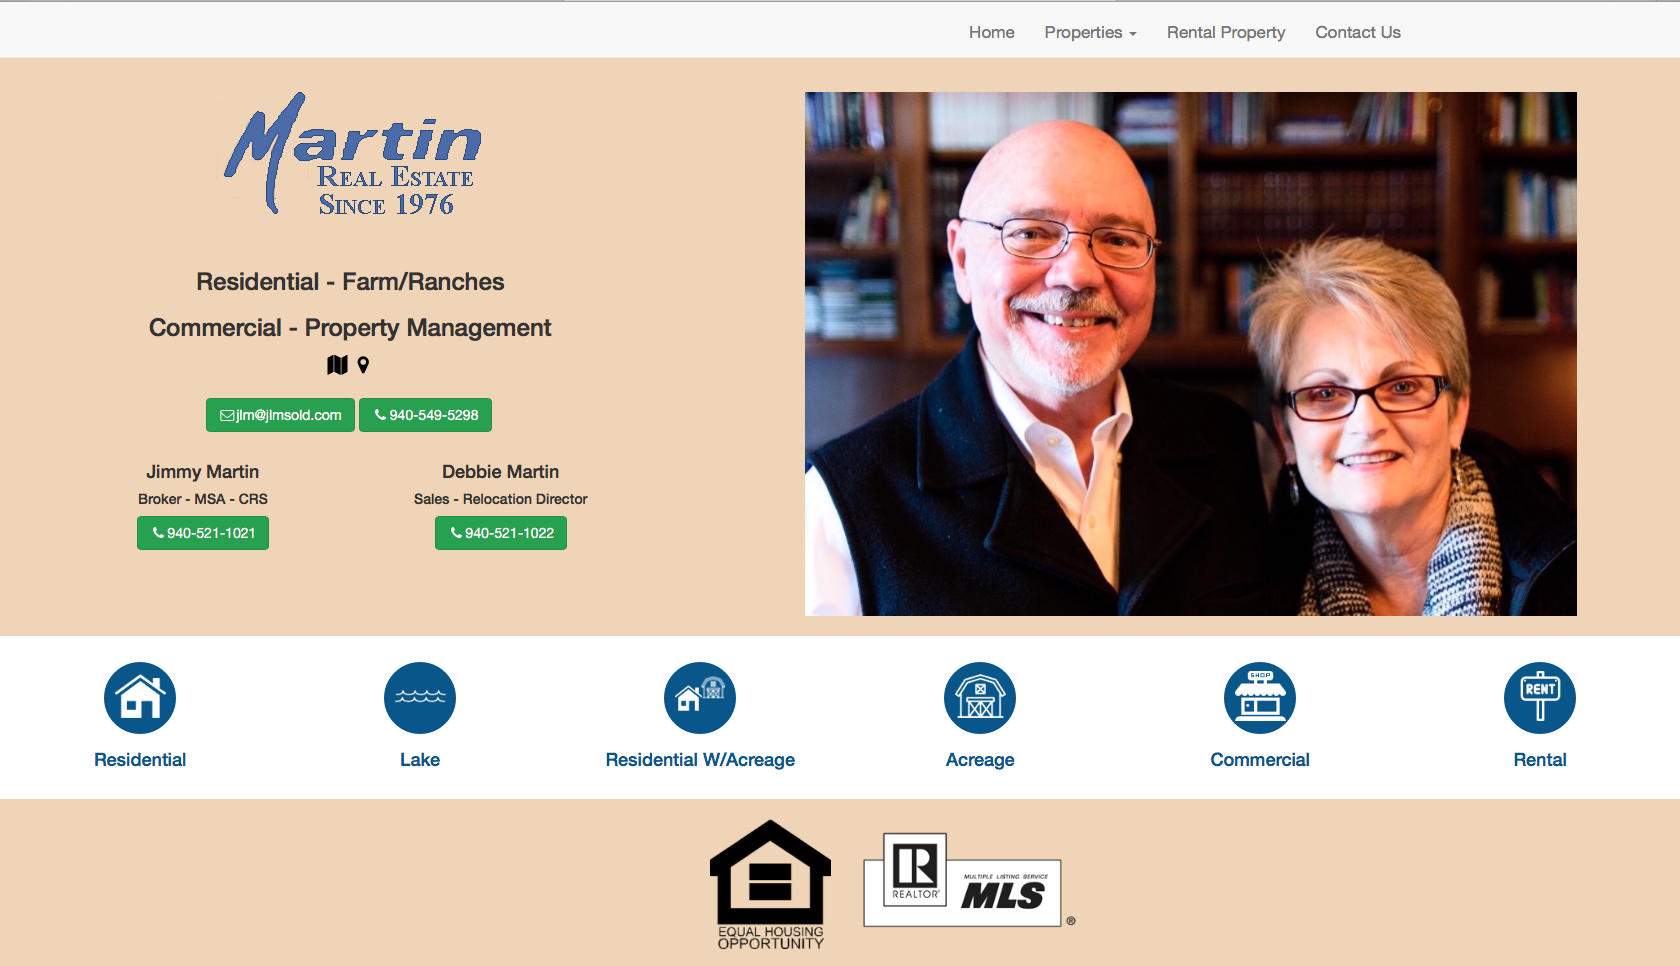 Home Properties Rental Property Contact Us
Martin
REAL ESTATE
SINCE 1976
Residential - Farm/Ranches
Commercial - Property Management
jlm@jlmsold.com 940-549-5298
Jimmy Martin Debbie Martin
Broker - MSA - CRS Sales - Relocation Director
940-521-1021 940-521-1022
SHOP
RENT
Residential Lake Residential W/Acreage Acreage Commercial Rental
MULTIPLE LISTING SERVICE
REALTOR® MLS
®
EQUAL HOUSING
OPPORTUNITY